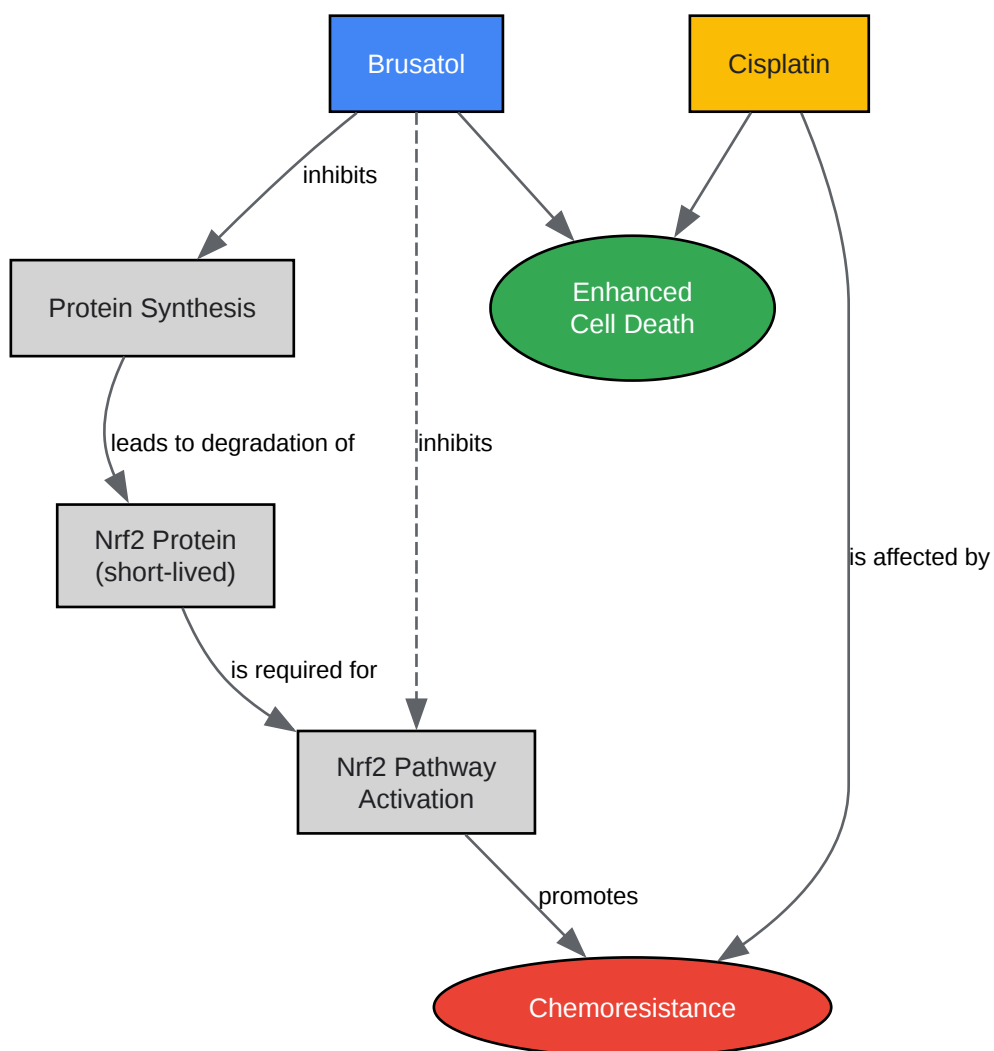 Brusatol
Cisplatin
inhibits
Protein Synthesis
Enhanced
Cell Death
leads to degradation of
inhibits
Nrf2 Protein
(short-lived)
is affected by
is required for
Nrf2 Pathway
Activation
promotes
Chemoresistance